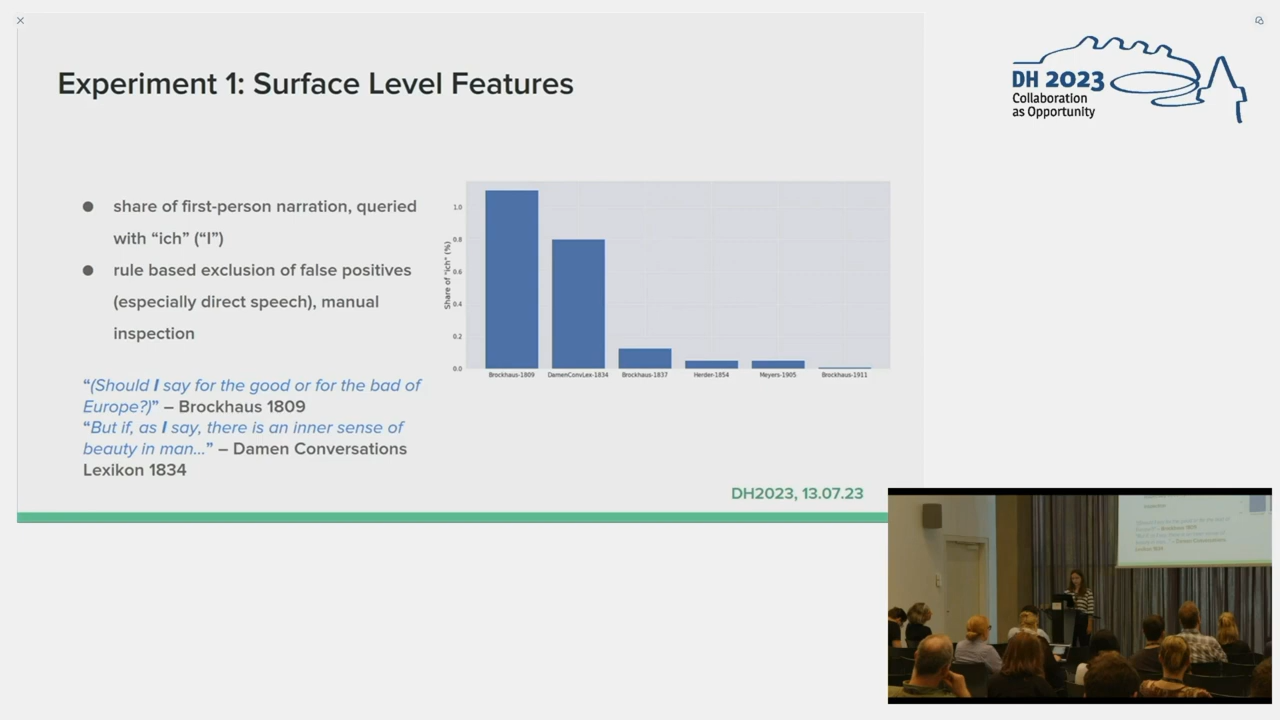 Experiment 1: Surface Level Features
DH 2023
Collaboration
as Opportunity
● share of first-person narration, queried
with “ich” (“I”)
● rule based exclusion of false positives
(especially direct speech), manual
inspection
“(Should I say for the good or for the bad of
Europe?)” – Brockhaus 1809
“But if, as I say, there is an inner sense of
beauty in man...” – Damen Conversations
Lexikon 1834
Share of "ich" (%)
1.0
0.8
0.6
0.4
0.2
0.0
Brockhaus-1809 DamenConvLex-1834 Brockhaus-1837 Herder-1854 Meyers-1905 Brockhaus-1911
DH2023, 13.07.23